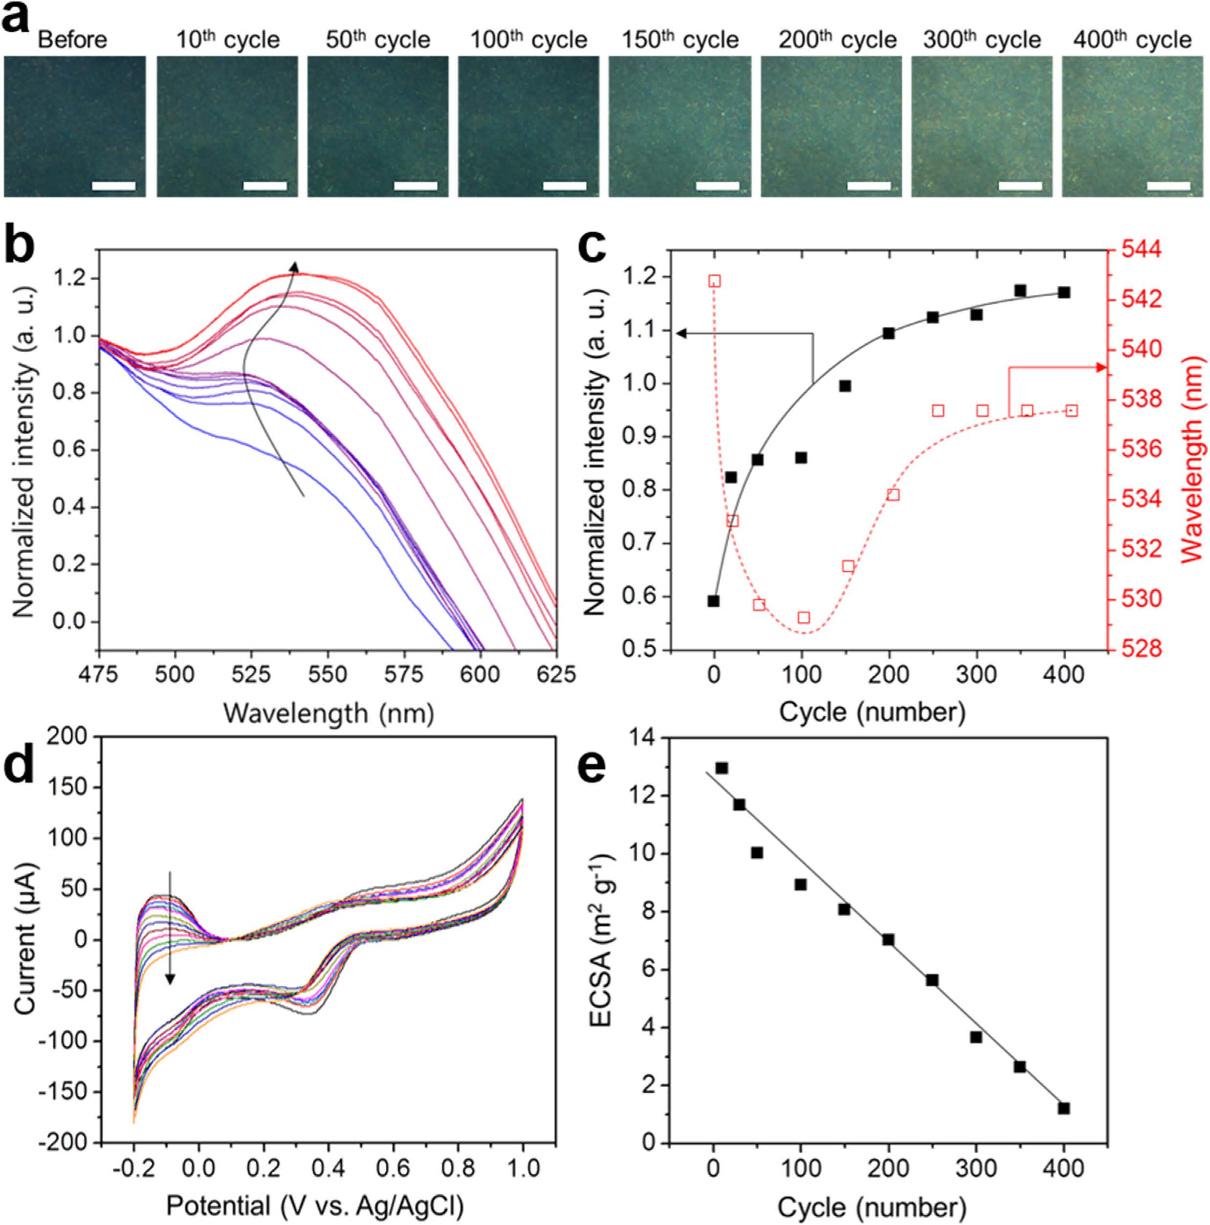 a
Before 10th cycle 50th cycle 100th cycle 150th cycle 200th cycle 300th cycle 400th cycle
b
Normalized intensity (a. u.)
1.2
1.0
0.8
0.6
0.4
0.2
0.0
475 500 525 550 575 600 625
Wavelength (nm)
c
Normalized intensity (a. u.)
1.2
1.1
1.0
0.9
0.8
0.7
0.6
0.5
0 100 200 300 400
Cycle (number)
544
542
540
538
536
534
532
530
528
Wavelength (nm)
d
Current (µA)
200
150
100
50
0
-50
-100
-150
-200
-0.2 0.0 0.2 0.4 0.6 0.8 1.0
Potential (V vs. Ag/AgCl)
e
ECSA (m² g⁻¹)
14
12
10
8
6
4
2
0
0 100 200 300 400
Cycle (number)